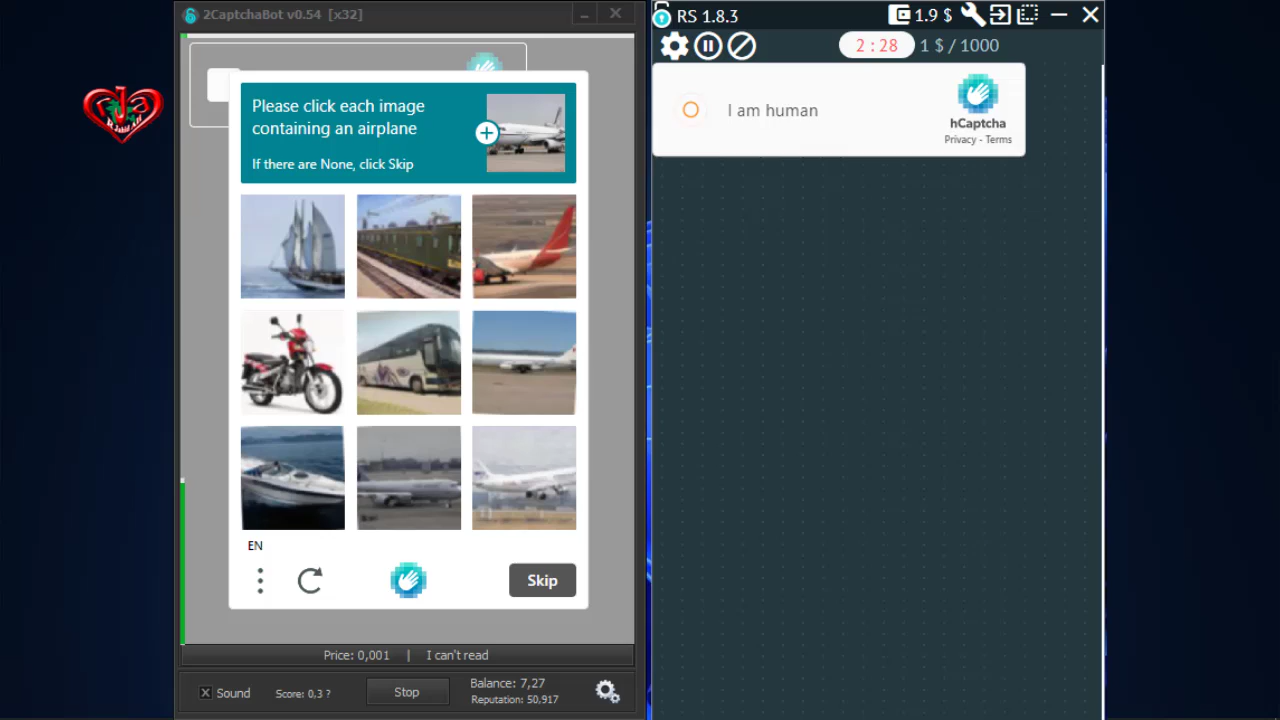 2CaptchaBot v0.54 [x32]
Please click each image
containing an airplane
If there are None, click Skip
EN
Skip
Price: 0,001 | I can't read
Sound
Score: 0,3 ?
Stop
Balance: 7,27
Reputation: 50,917
RS 1.8.3
1.9 $
2 : 28
1 $ / 1000
I am human
hCaptcha
Privacy - Terms